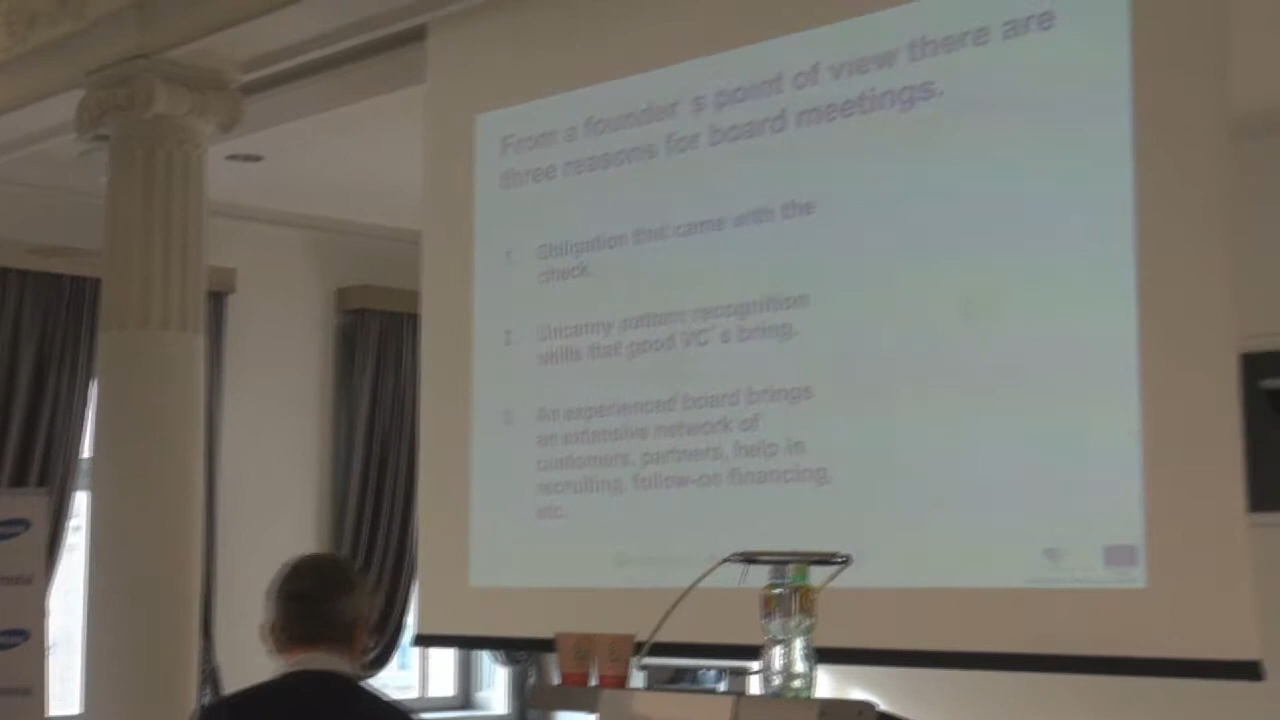 From a founder´s point of view there are
three reasons for board meetings.
1. Obligation that came with the
check.
2. Uncanny pattern recognition
skills that good VC´s bring.
3. An experienced board brings
an extensive network of
customers, partners, help in
recruiting, follow-on financing,
etc.